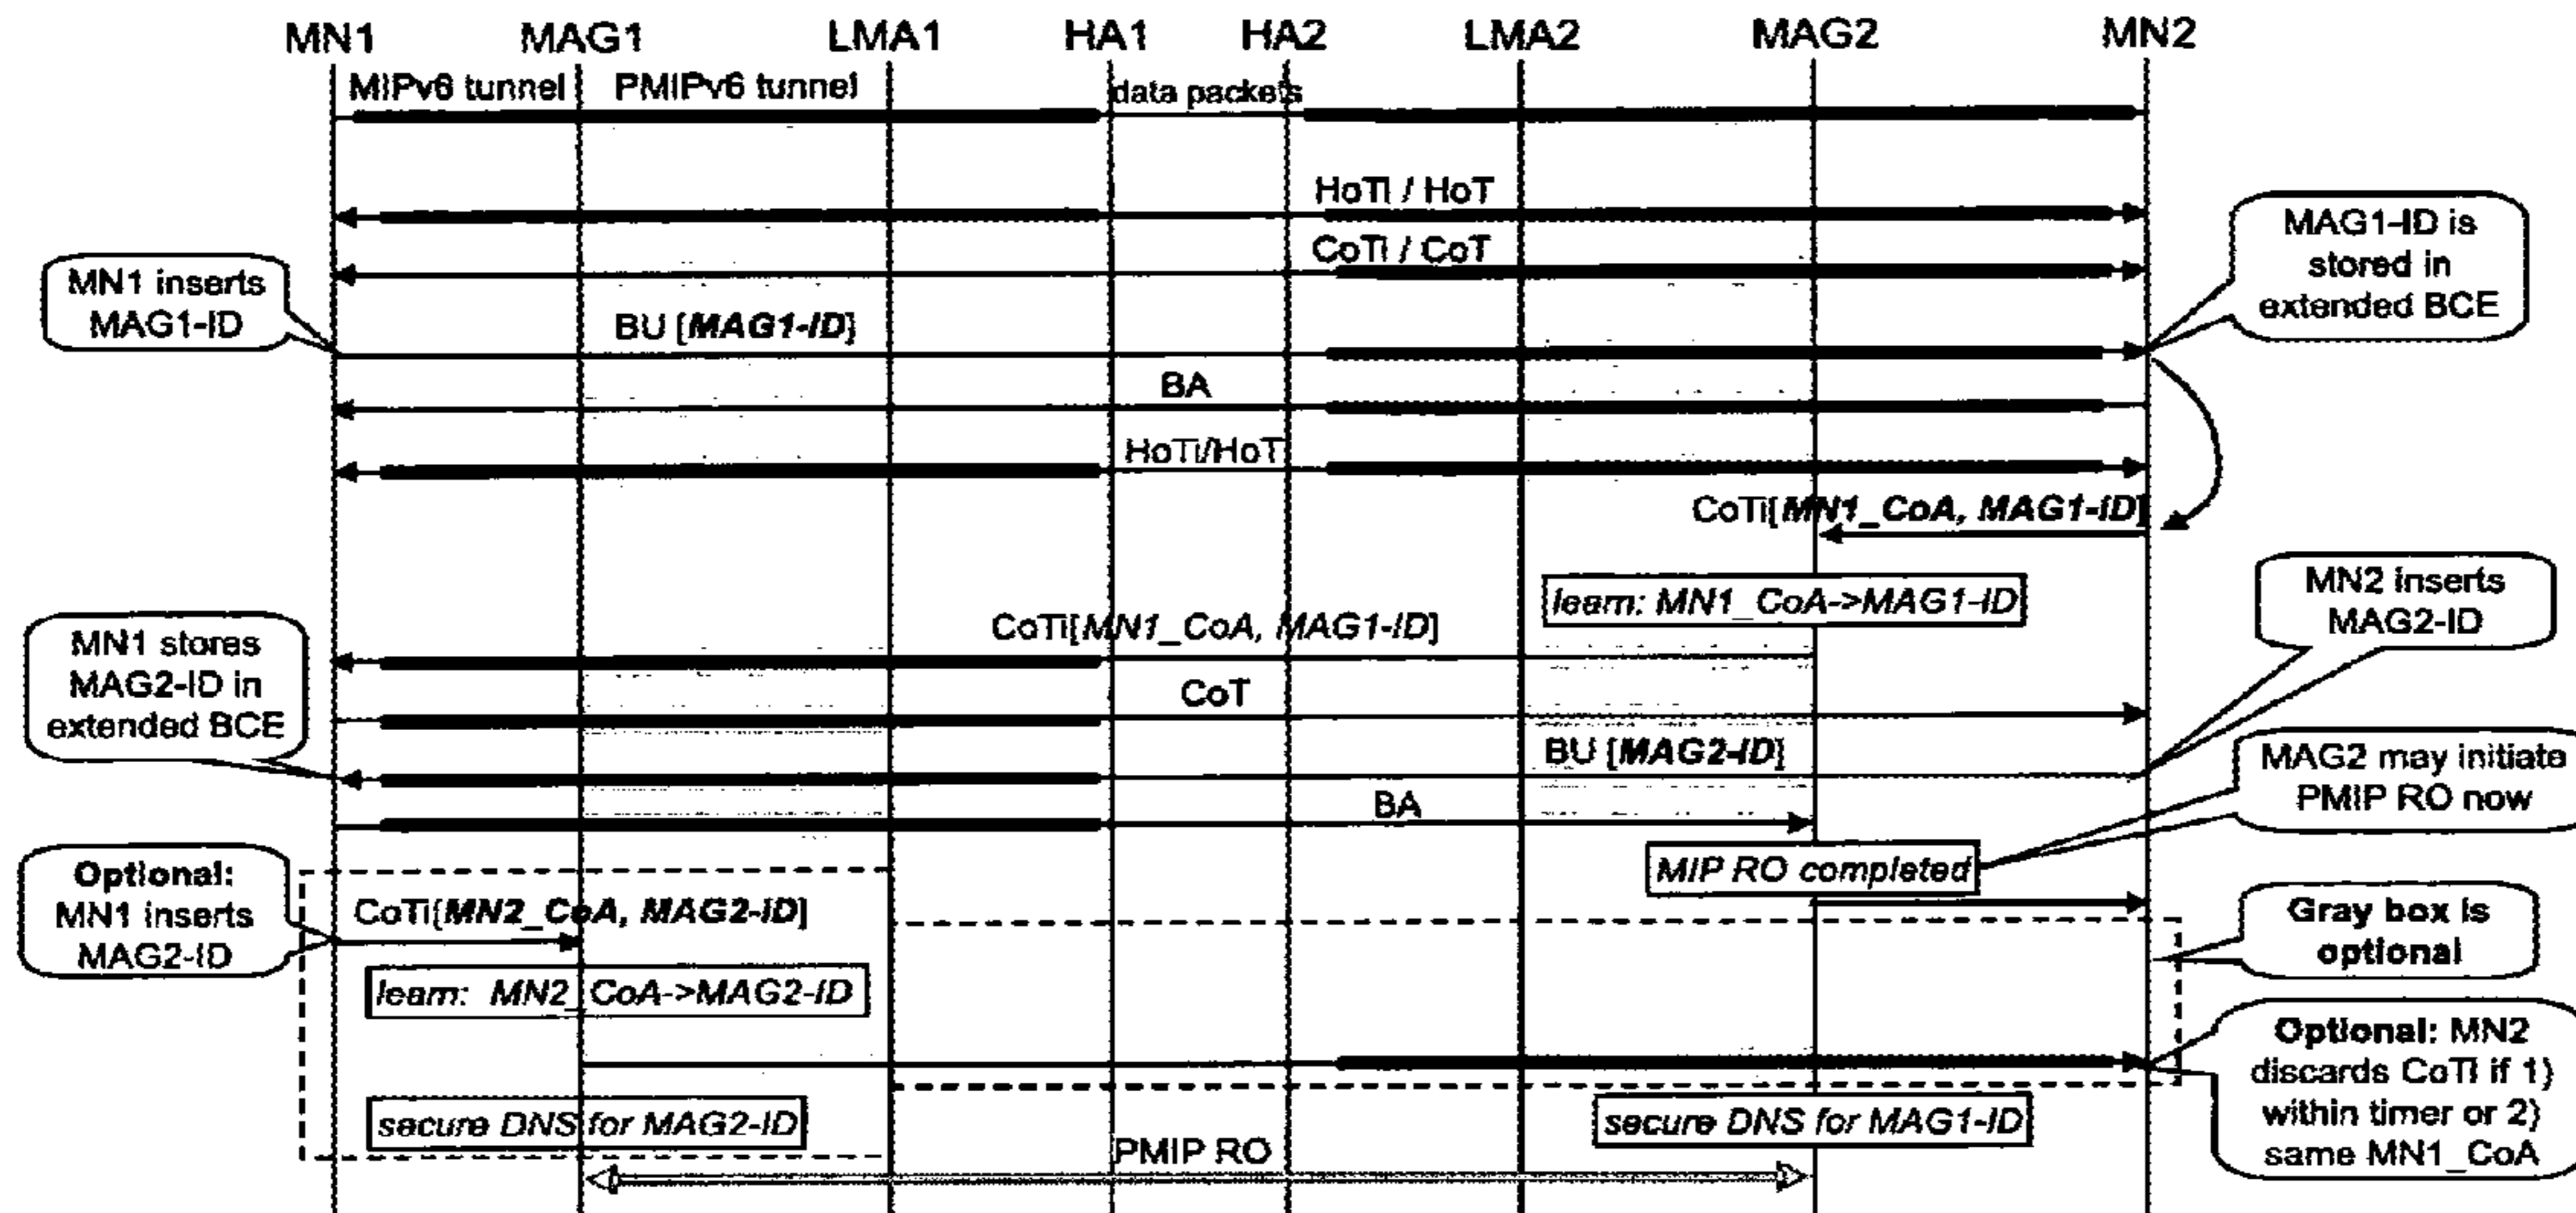 MN1 MAG1 LMA1 HA1 HA2 LMA2 MAG2 MN2
MIPv6 tunnel PMIPv6 tunnel data packets
HoTi / HoT
CoTi / CoT
MN1 inserts
MAG1-ID
MAG1-ID is
stored in
extended BCE
BU [MAG1-ID]
BA
HoTi/HoT
CoTi[MN1_CoA, MAG1-ID]
learn: MN1_CoA->MAG1-ID
MN2 inserts
MAG2-ID
CoTi[MN1_CoA, MAG1-ID]
MN1 stores
MAG2-ID in
extended BCE
CoT
BU [MAG2-ID]
MAG2 may initiate
PMIP RO now
BA
MIP RO completed
Optional:
MN1 inserts
MAG2-ID
CoTi[MN2_CoA, MAG2-ID]
Gray box is
optional
learn: MN2_CoA->MAG2-ID
Optional: MN2
discards CoTi if 1)
within timer or 2)
same MN1_CoA
secure DNS for MAG2-ID
secure DNS for MAG1-ID
PMIP RO